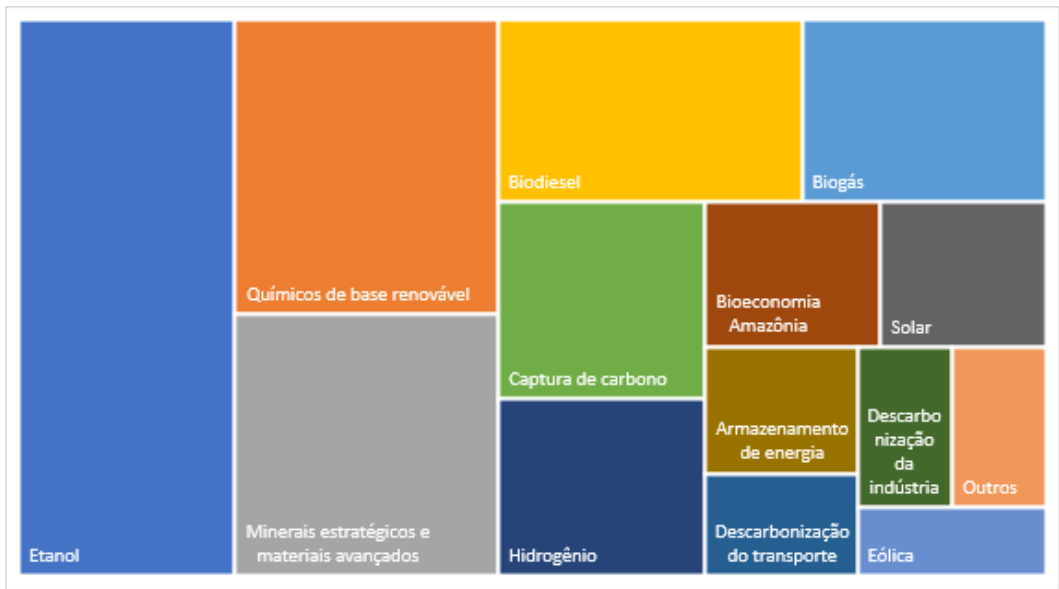 Etanol
Químicos de base renovável
Minerais estratégicos e
materiais avançados
Biodiesel
Biogás
Captura de carbono
Hidrogênio
Bioeconomia
Amazônia
Solar
Armazenamento
de energia
Descarbonização
do transporte
Descarbo
nização
da
indústria
Outros
Eólica